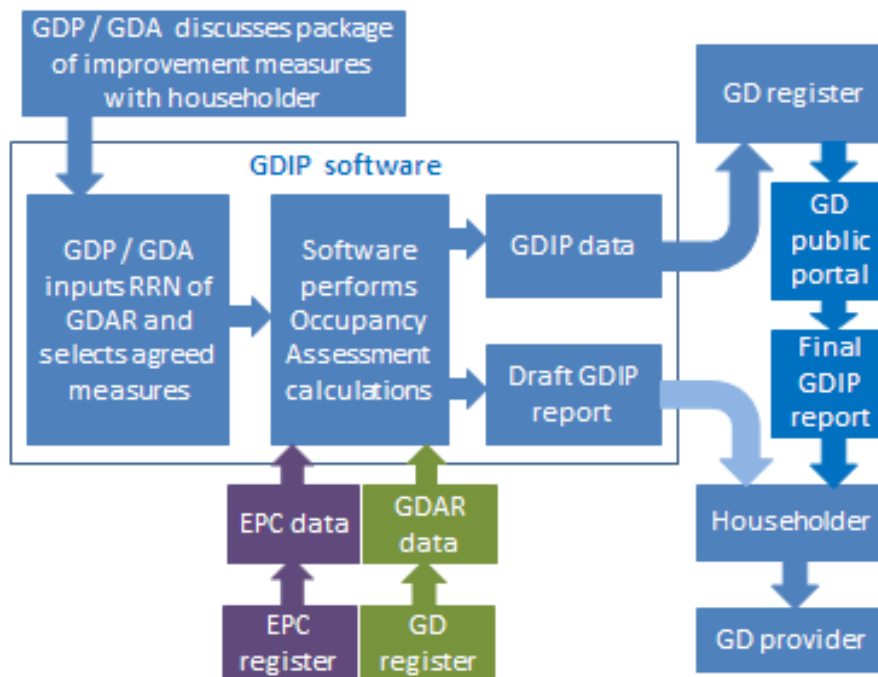 GDP / GDA discusses package
of improvement measures
with householder
GD register
GDIP software
GDP / GDA
inputs RRN of
GDAR and
selects agreed
measures
Software
performs
Occupancy
Assessment
calculations
GDIP data
GD
public
portal
Draft GDIP
report
Final
GDIP
report
EPC data
GDAR
data
Householder
EPC
register
GD
register
GD provider